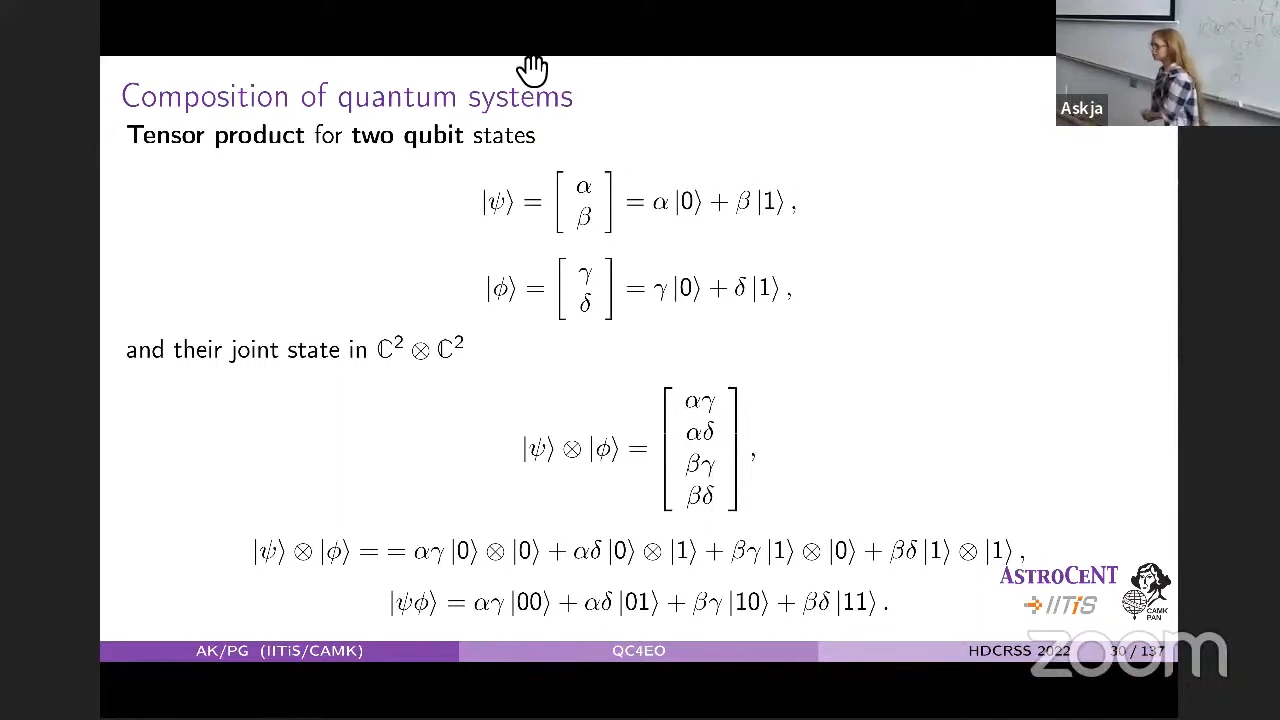 Composition of quantum systems
Tensor product for two qubit states
|ψ⟩ = [ α β ] = α |0⟩ + β |1⟩ ,
|ϕ⟩ = [ γ δ ] = γ |0⟩ + δ |1⟩ ,
and their joint state in ℂ² ⊗ ℂ²
|ψ⟩ ⊗ |ϕ⟩ = [ αγ αδ βγ βδ ] ,
|ψ⟩ ⊗ |ϕ⟩ = = αγ |0⟩ ⊗ |0⟩ + αδ |0⟩ ⊗ |1⟩ + βγ |1⟩ ⊗ |0⟩ + βδ |1⟩ ⊗ |1⟩ ,
|ψϕ⟩ = αγ |00⟩ + αδ |01⟩ + βγ |10⟩ + βδ |11⟩ .
ASTROCENT
IITiS
CAMK
PAN
AK/PG (IITiS/CAMK) QC4EO HDCRSS 2022 30 / 137
Askja
zoom